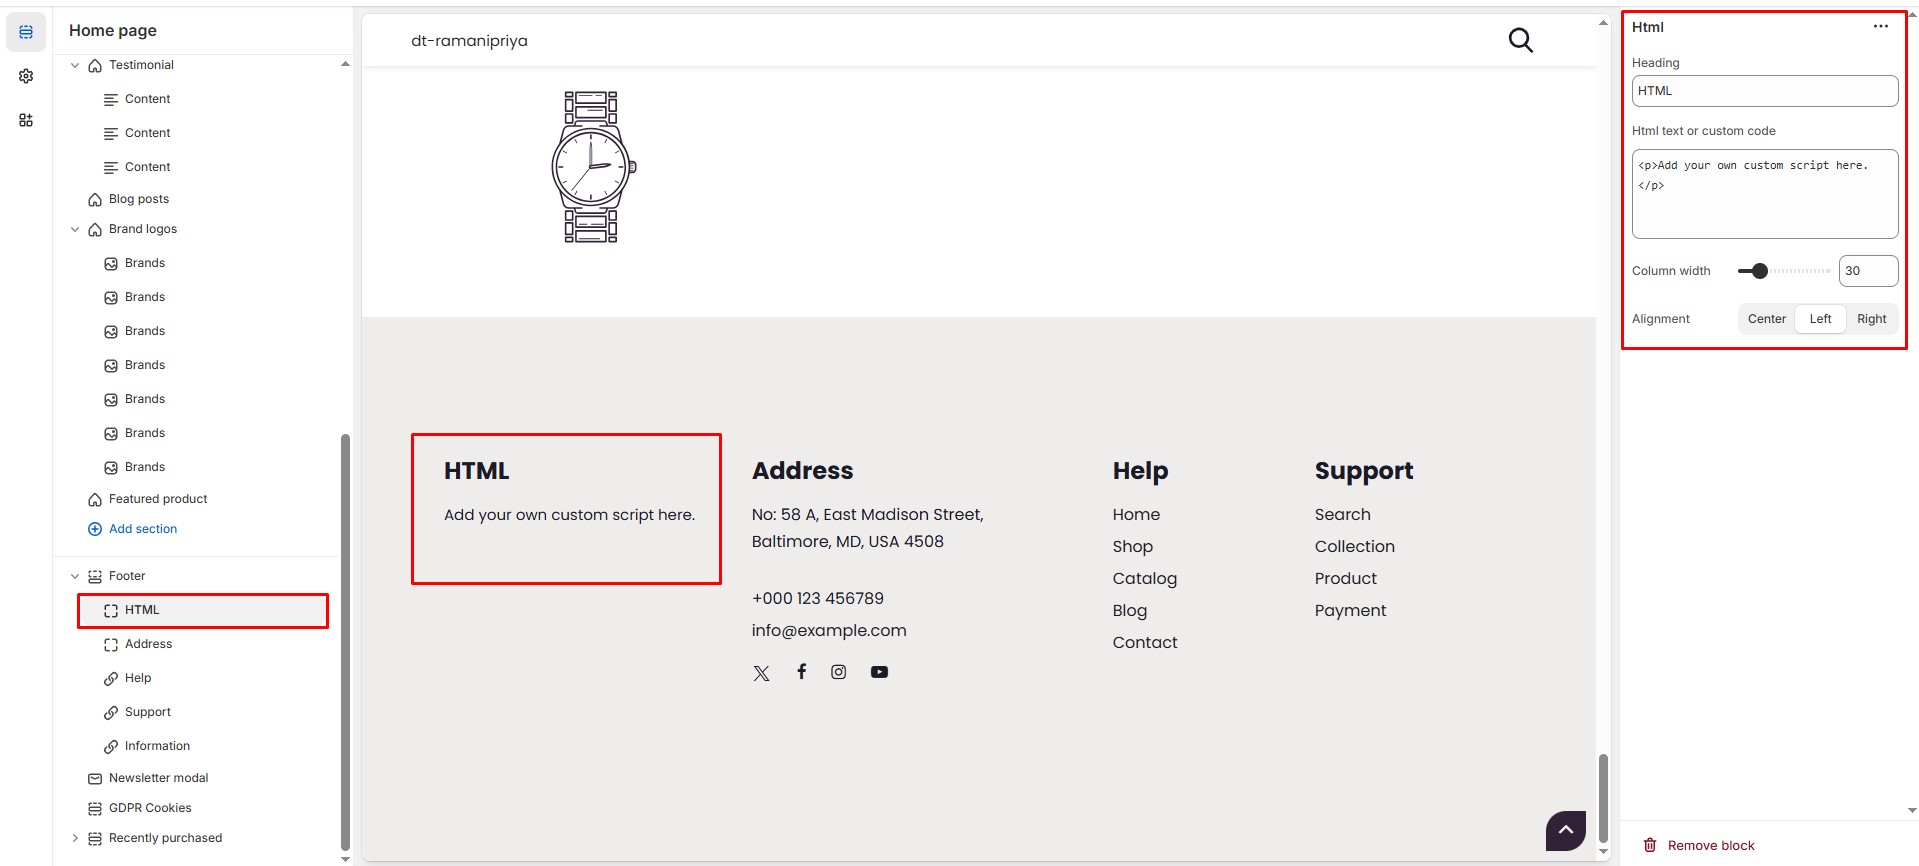 Home page
Testimonial
Content
Content
Content
Blog posts
Brand logos
Brands
Brands
Brands
Brands
Brands
Brands
Brands
Featured product
Add section
Footer
HTML
Address
Help
Support
Information
Newsletter modal
GDPR Cookies
Recently purchased
dt-ramanipriya
HTML
Add your own custom script here.
Address
No: 58 A, East Madison Street,
Baltimore, MD, USA 4508
+000 123 456789
info@example.com
Help
Home
Shop
Catalog
Blog
Contact
Support
Search
Collection
Product
Payment
Html
Heading
HTML
Html text or custom code
<p>Add your own custom script here.
</p>
Column width 30
Alignment Center Left Right
Remove block